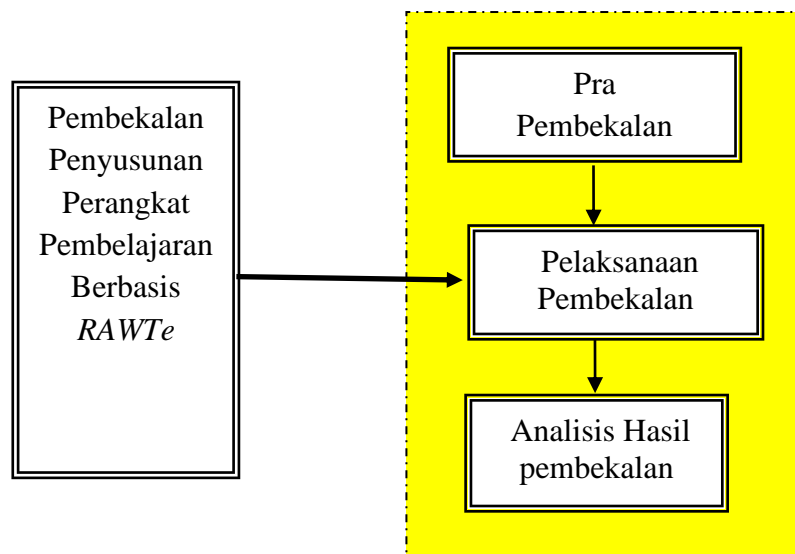 Pembekalan
Penyusunan
Perangkat
Pembelajaran
Berbasis
RAWTe
Pra
Pembekalan
Pelaksanaan
Pembekalan
Analisis Hasil
pembekalan